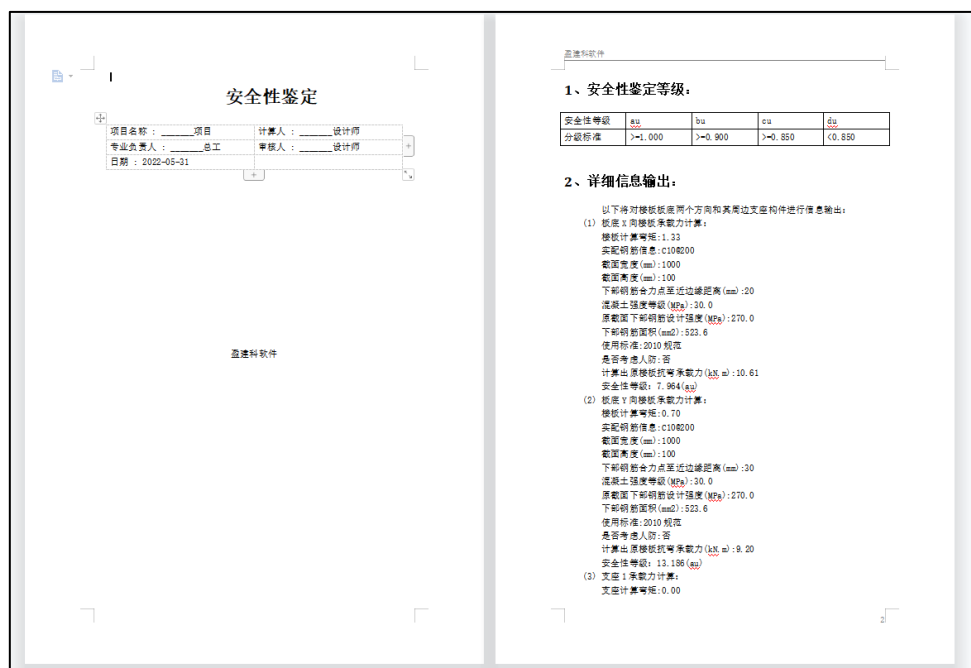 安全性鉴定
项目名称 : ______项目 计算人 : ______设计师
专业负责人 : ______总工 审核人 : ______设计师
日期 : 2022-05-31
盈建科软件
盈建科软件
1、安全性鉴定等级:
安全性等级 au bu cu du
分级标准 >=1.000 >=0.900 >=0.850 <0.850
2、详细信息输出:
以下将对楼板板底两个方向和其周边支座构件进行信息输出:
(1) 板底 X 向楼板承载力计算:
楼板计算弯矩:1.33
实配钢筋信息:C10@200
截面宽度(mm):1000
截面高度(mm):100
下部钢筋合力点至近边缘距离(mm):20
混凝土强度等级(MPa):30.0
原截面下部钢筋设计强度(MPa):270.0
下部钢筋面积(mm2):523.6
使用标准:2010 规范
是否考虑人防:否
计算出原楼板抗弯承载力(kN.m):10.61
安全性等级: 7.964(au)
(2) 板底 Y 向楼板承载力计算:
楼板计算弯矩:0.70
实配钢筋信息:C10@200
截面宽度(mm):1000
截面高度(mm):100
下部钢筋合力点至近边缘距离(mm):30
混凝土强度等级(MPa):30.0
原截面下部钢筋设计强度(MPa):270.0
下部钢筋面积(mm2):523.6
使用标准:2010 规范
是否考虑人防:否
计算出原楼板抗弯承载力(kN.m):9.20
安全性等级: 13.186(au)
(3) 支座 1 承载力计算:
支座计算弯矩:0.00
2